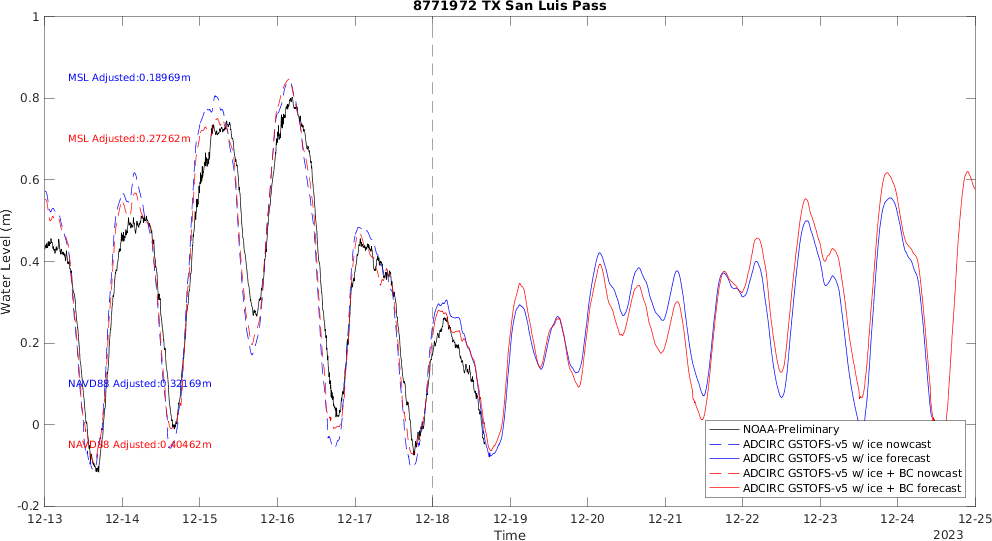 8771972 TX San Luis Pass
1
0.8
0.6
0.4
0.2
0
-0.2
Water Level (m)
MSL Adjusted:0.18969m
MSL Adjusted:0.27262m
NAVD88 Adjusted:0.32169m
NAVD88 Adjusted:0.40462m
NOAA-Preliminary
ADCIRC GSTOFS-v5 w/ ice nowcast
ADCIRC GSTOFS-v5 w/ ice forecast
ADCIRC GSTOFS-v5 w/ ice + BC nowcast
ADCIRC GSTOFS-v5 w/ ice + BC forecast
12-13 12-14 12-15 12-16 12-17 12-18 12-19 12-20 12-21 12-22 12-23 12-24 12-25
Time
2023